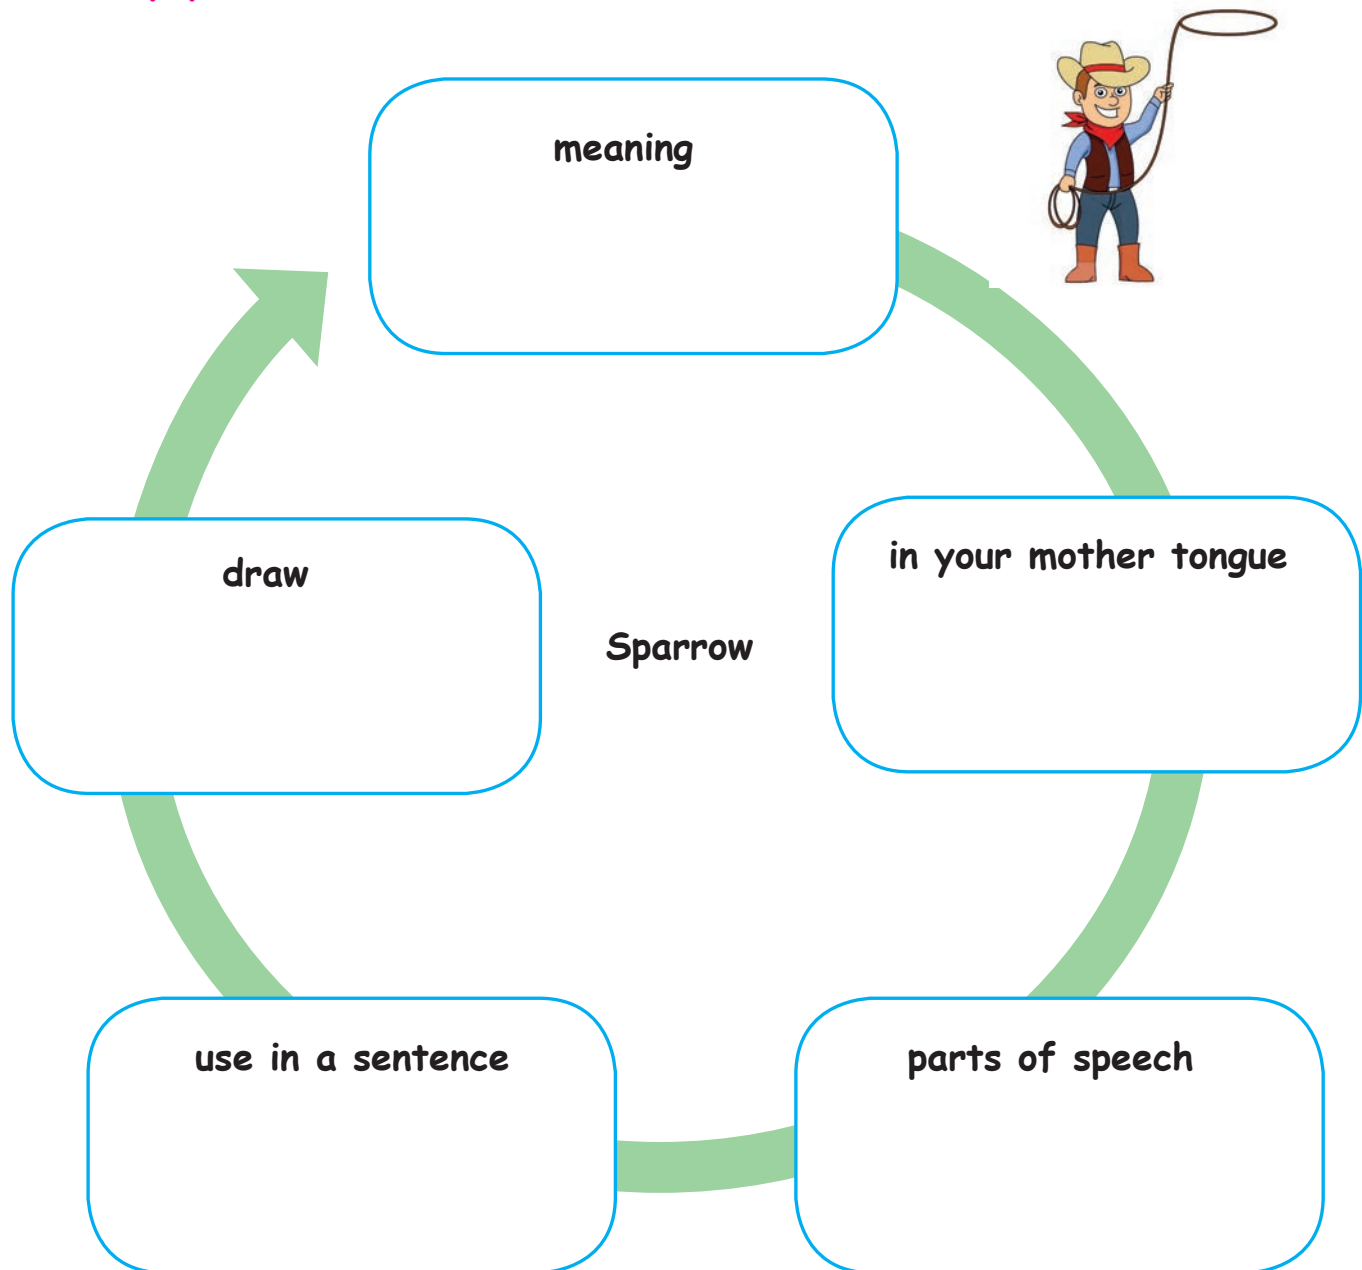 meaning
in your mother tongue
draw
Sparrow
use in a sentence
parts of speech